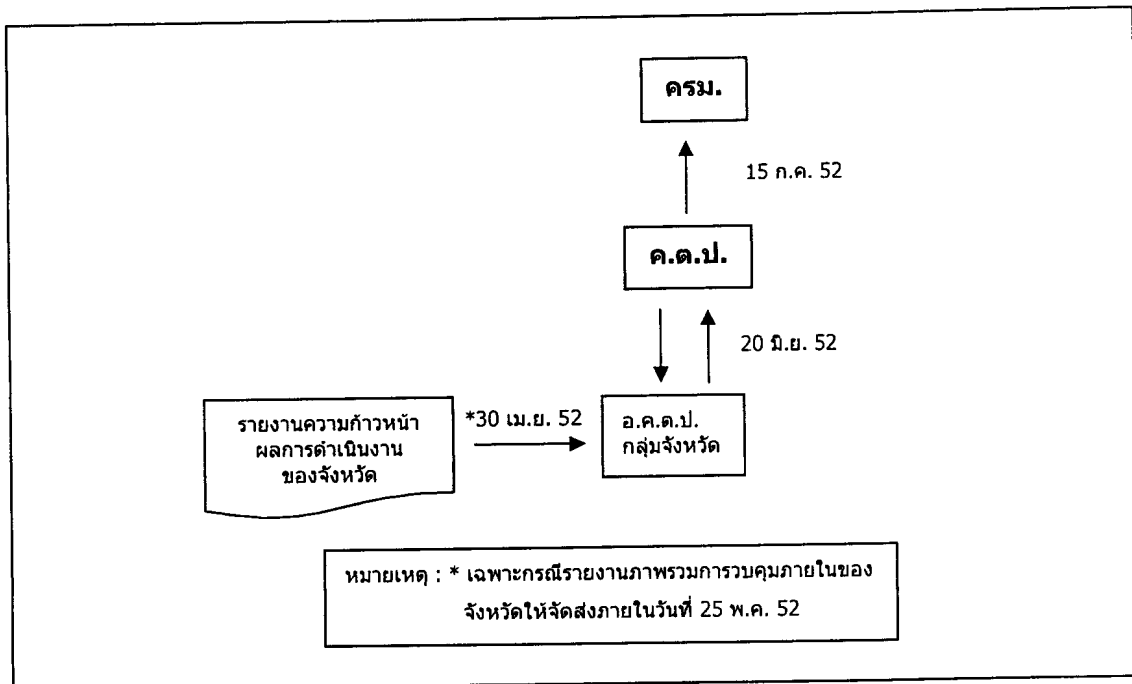 ครม.
15 ก.ค. 52
ค.ต.ป.
20 มิ.ย. 52
รายงานความก้าวหน้า
ผลการดำเนินงาน
ของจังหวัด
*30 เม.ย. 52
อ.ค.ต.ป.
กลุ่มจังหวัด
หมายเหตุ : * เฉพาะกรณีรายงานภาพรวมการวบคุมภายในของ
จังหวัดให้จัดส่งภายในวันที่ 25 พ.ค. 52